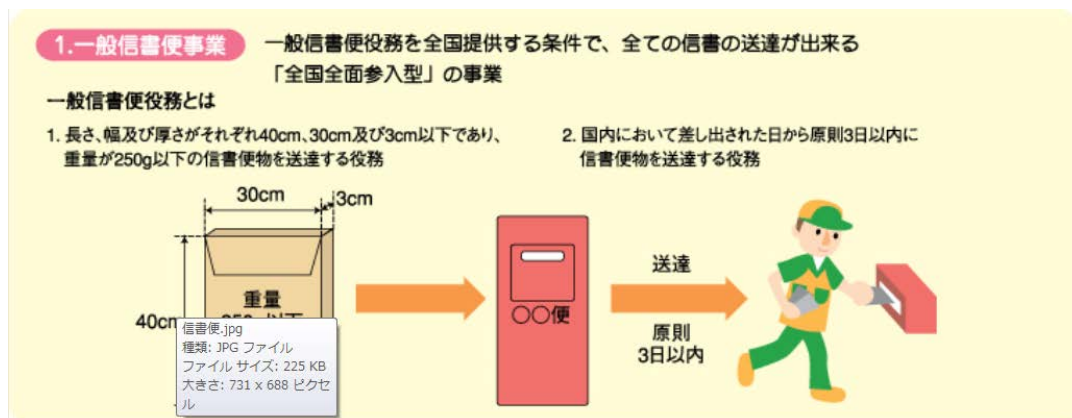 1.一般信書便事業
一般信書便役務を全国提供する条件で、全ての信書の送達が出来る
「全国全面参入型」の事業
一般信書便役務とは
1. 長さ、幅及び厚さがそれぞれ40cm、30cm及び3cm以下であり、
重量が250g以下の信書便物を送達する役務
2. 国内において差し出された日から原則3日以内に
信書便物を送達する役務
30cm
3cm
重量
40cm
信書便.jpg
種類: JPG ファイル
ファイル サイズ: 225 KB
大きさ: 731 x 688 ピクセ
ル
○○便
送達
原則
3日以内